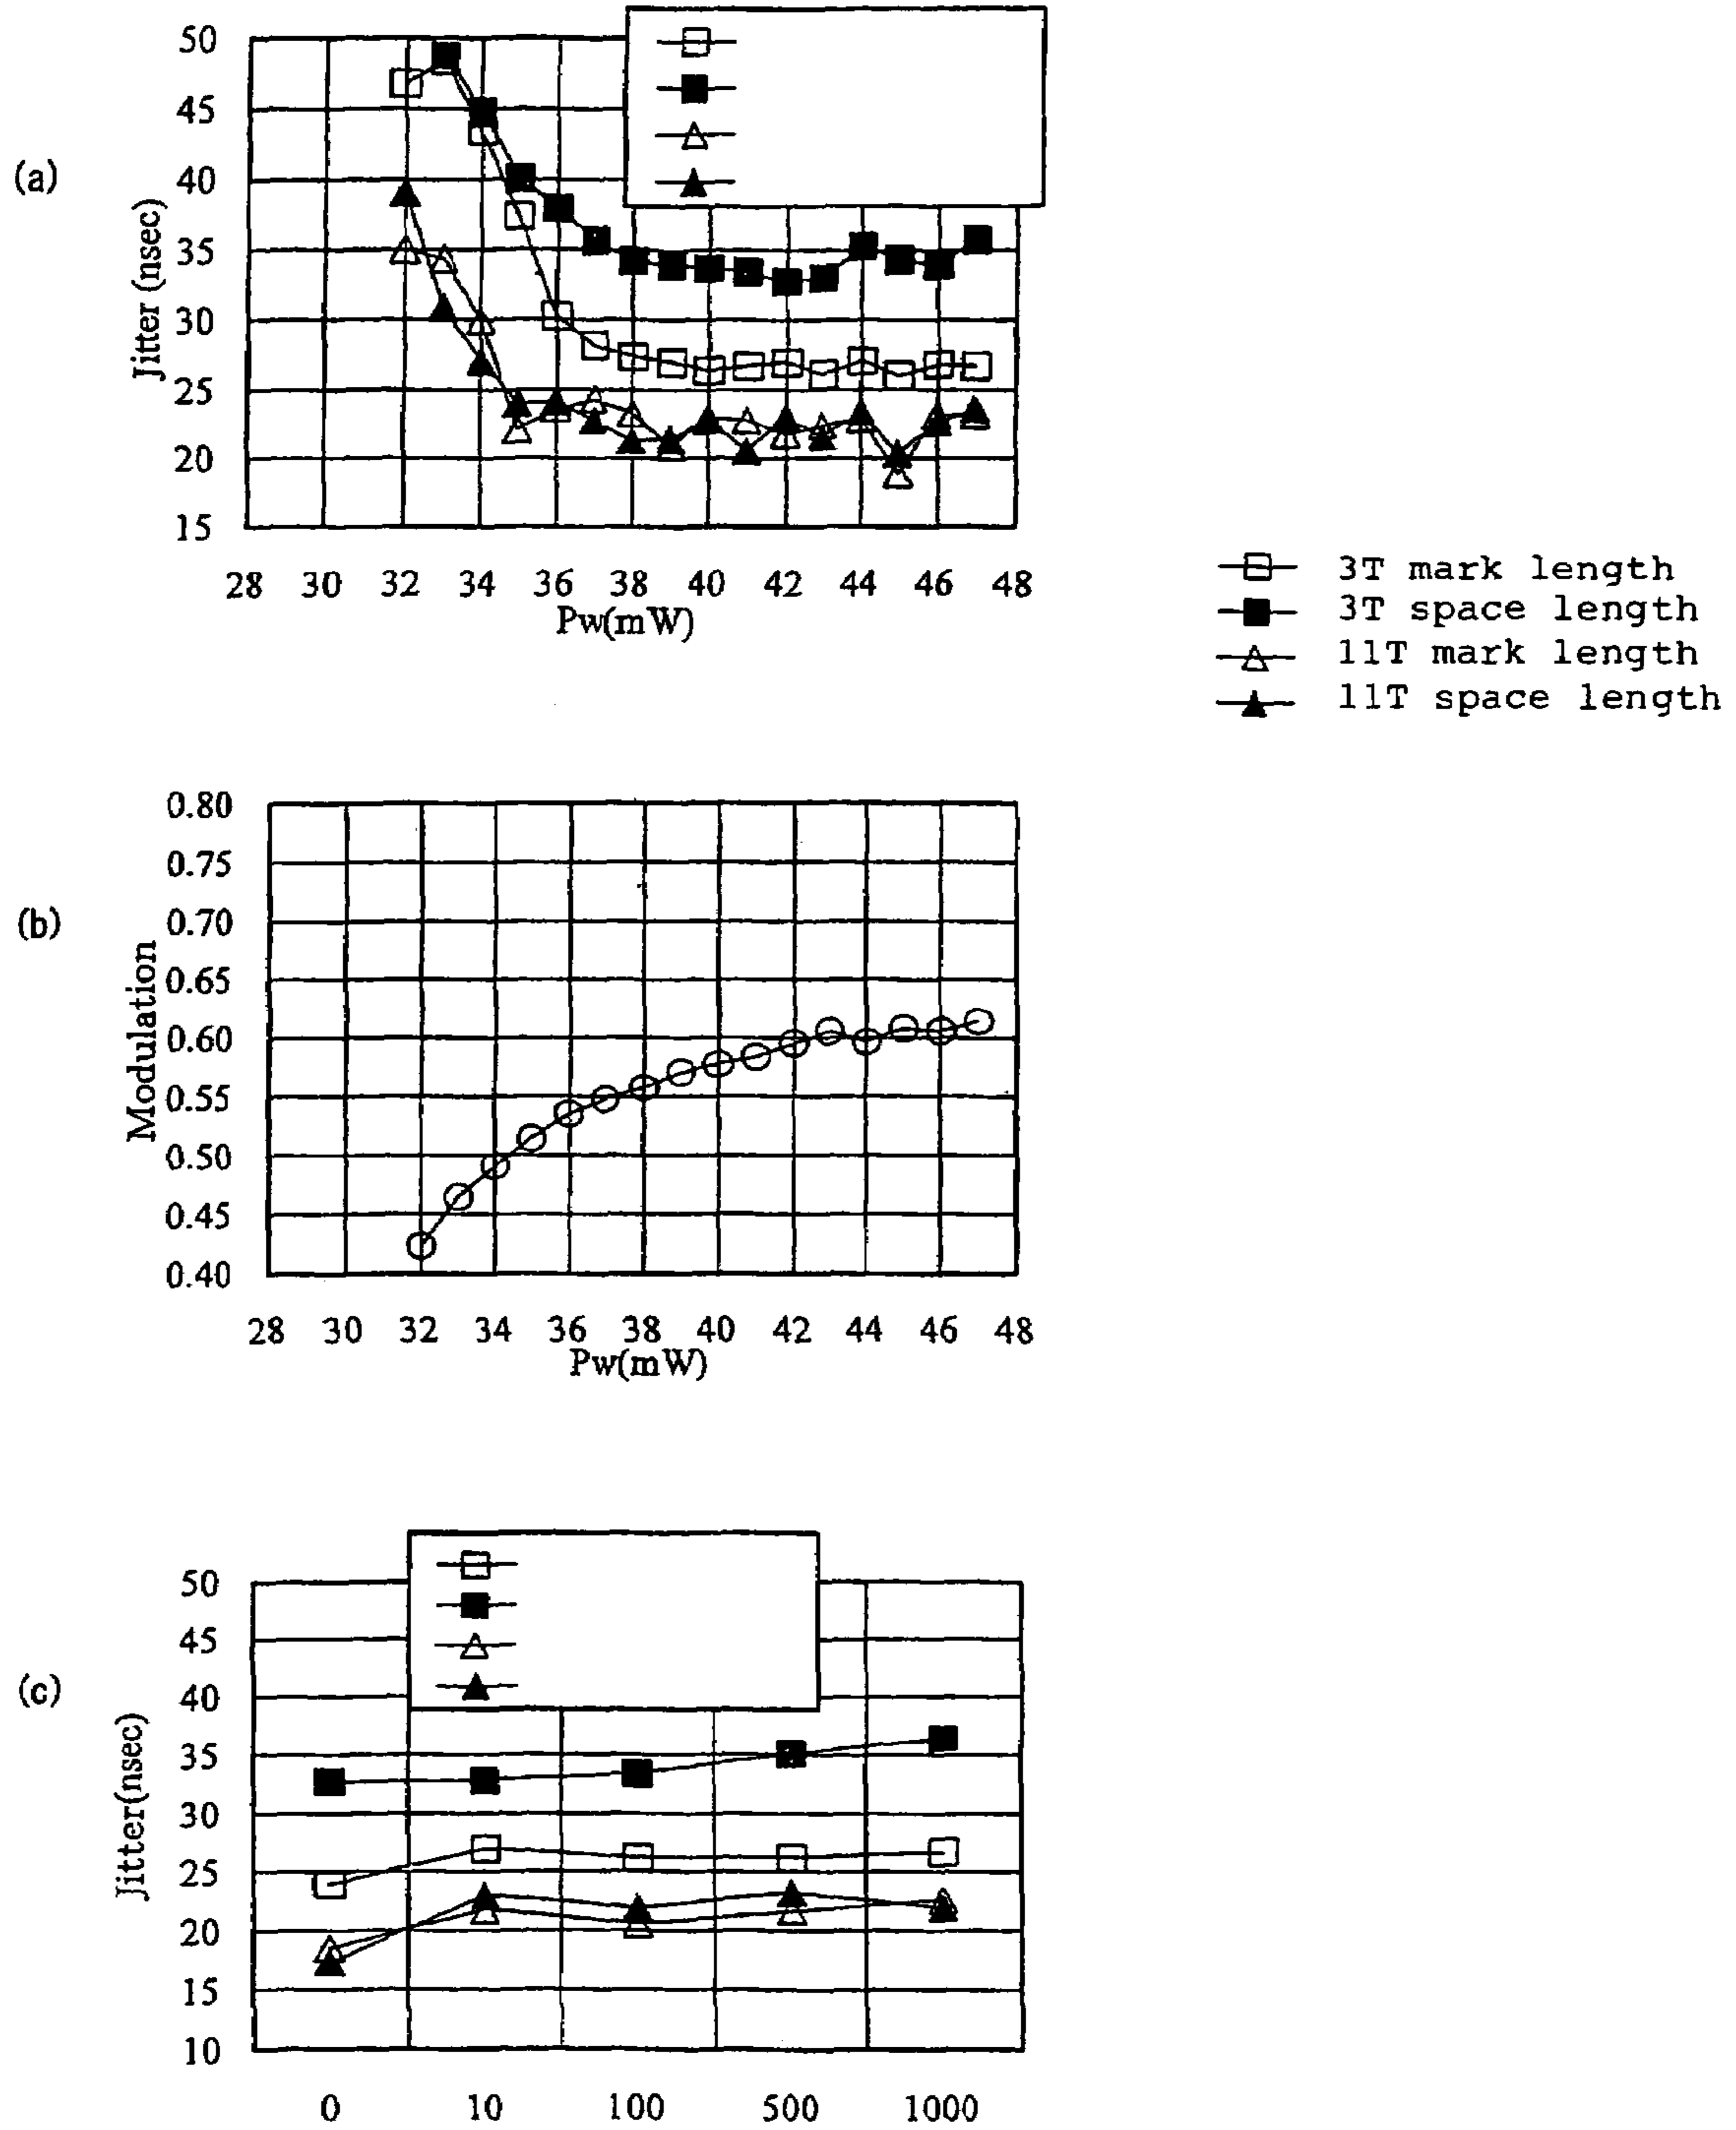 (a)
Jitter (nsec)
50
45
40
35
30
25
20
15
28 30 32 34 36 38 40 42 44 46 48
Pw(mW)
3T mark length
3T space length
11T mark length
11T space length
(b)
Modulation
0.80
0.75
0.70
0.65
0.60
0.55
0.50
0.45
0.40
28 30 32 34 36 38 40 42 44 46 48
Pw(mW)
(c)
Jitter(nsec)
50
45
40
35
30
25
20
15
10
0 10 100 500 1000